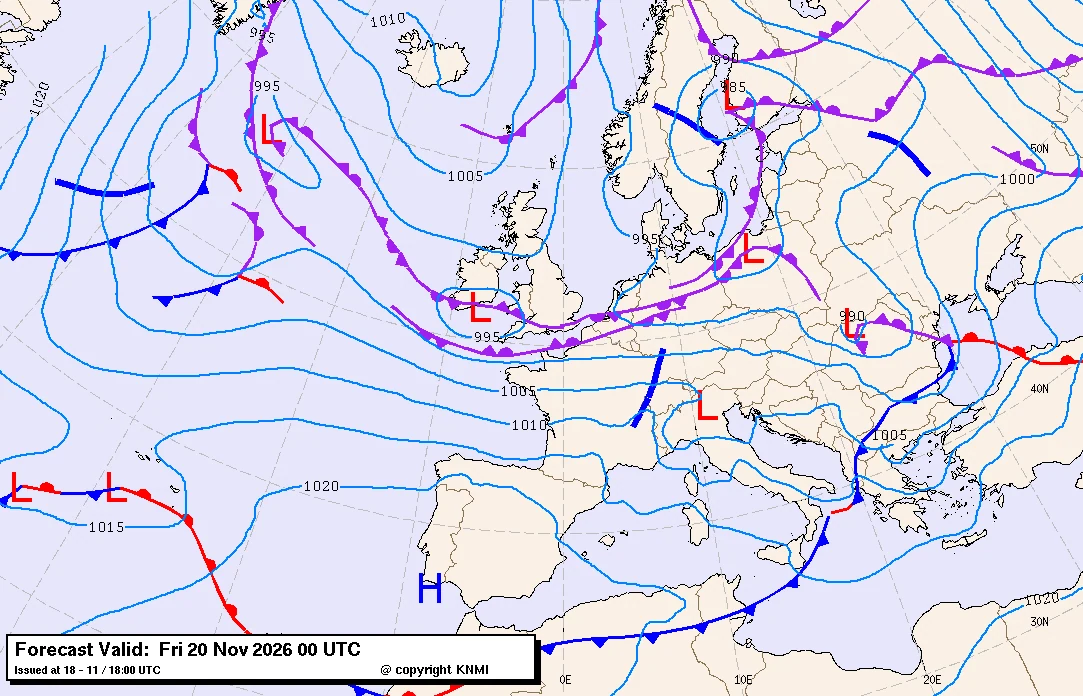 1010
955
1020
995
990
985
50N
1005
1000
L
L
995
L
L
995
990
L
40N
1005
L
1010
1005
1020
L
L
1015
H
1020
30N
Forecast Valid: Fri 20 Nov 2026 00 UTC
Issued at 18 - 11 / 18:00 UTC @ copyright KNMI
0E
10E
20E